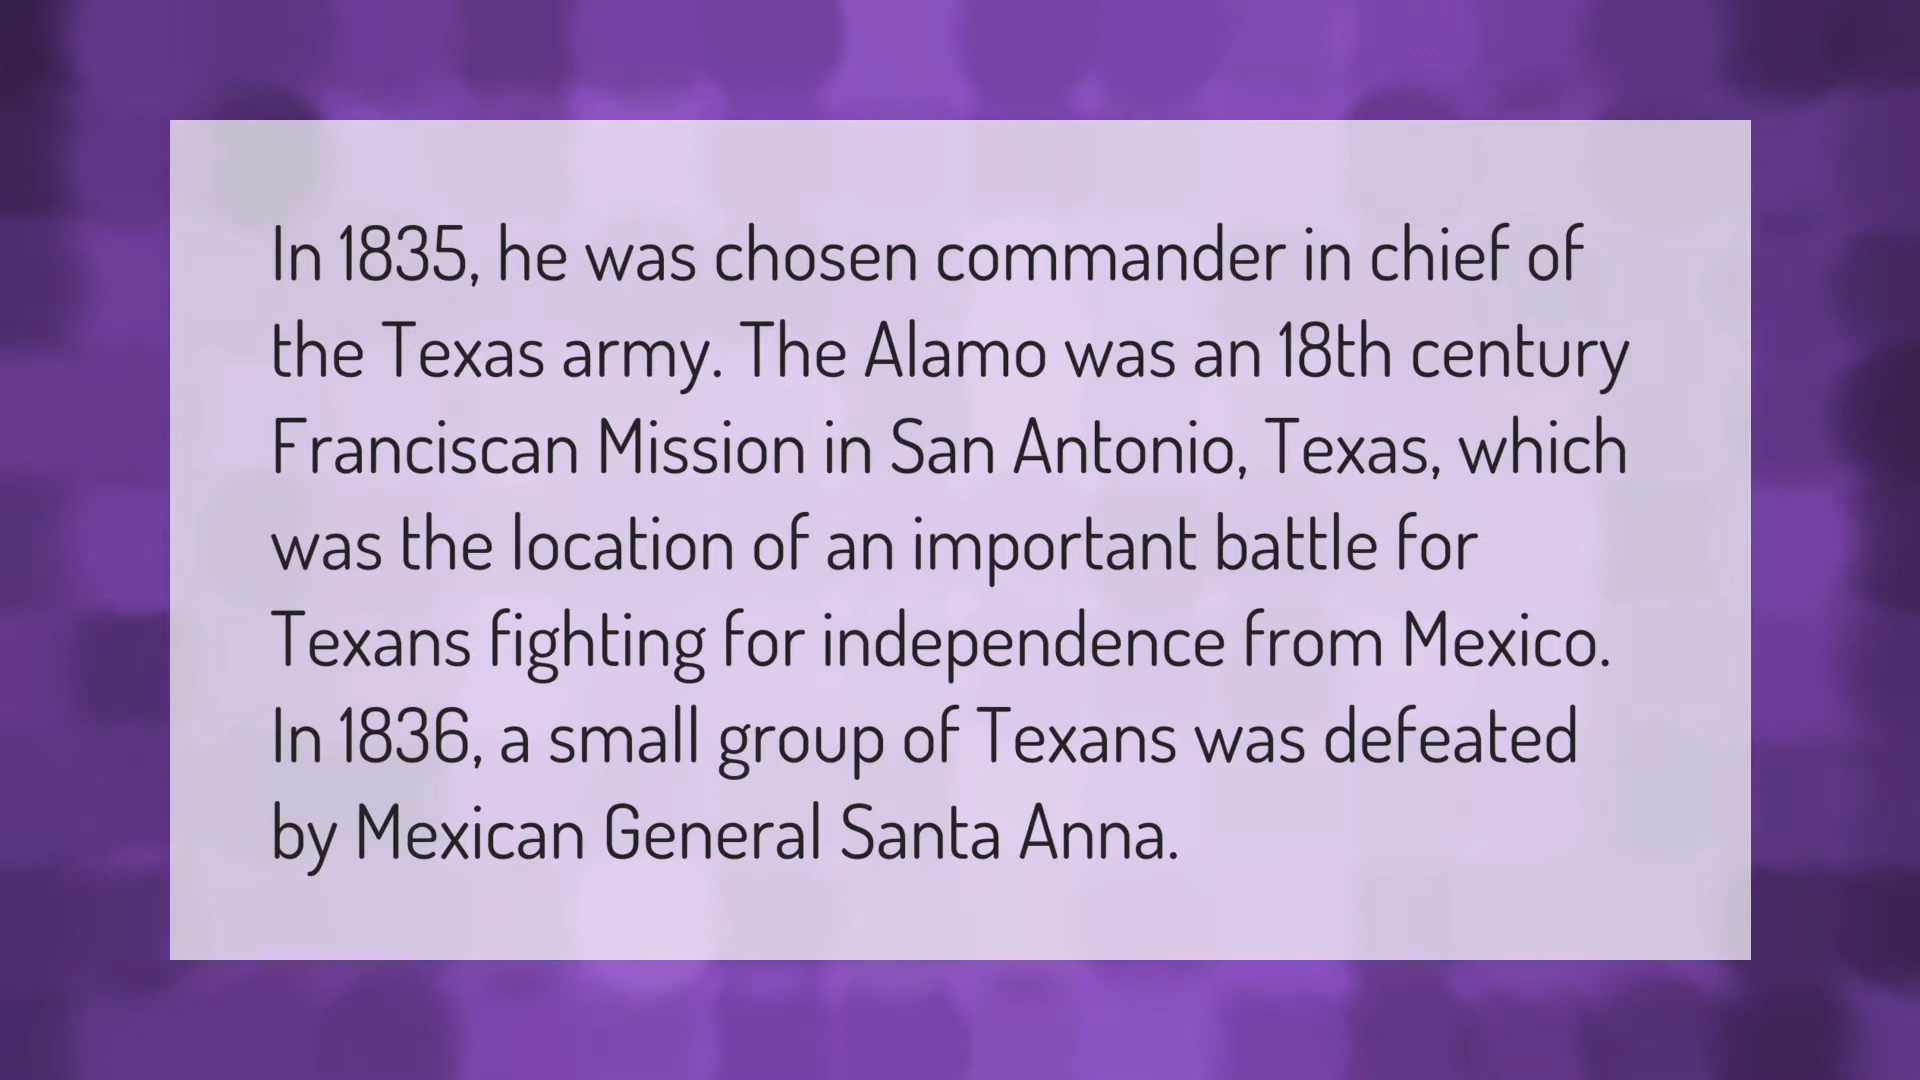 In 1835, he was chosen commander in chief of
the Texas army. The Alamo was an 18th century
Franciscan Mission in San Antonio, Texas, which
was the location of an important battle for
Texans fighting for independence from Mexico.
In 1836, a small group of Texans was defeated
by Mexican General Santa Anna.